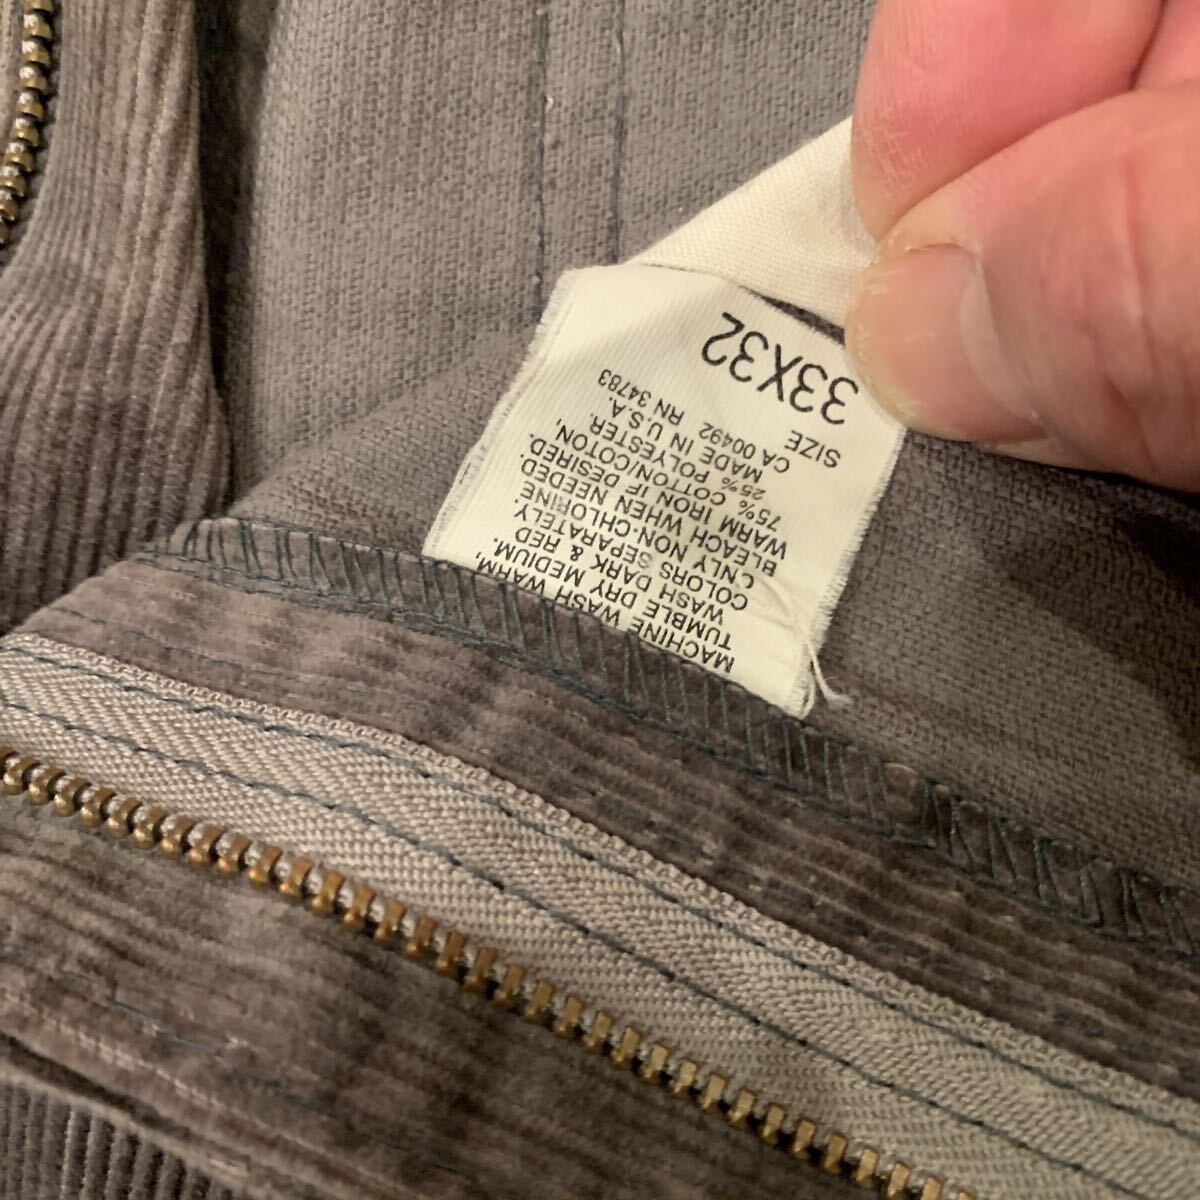 MACHINE WASH WARM,
TUMBLE DRY MEDIUM.
WASH DARK & RED
COLORS SEPARATELY
ONLY NON-CHLORINE
BLEACH WHEN NEEDED.
WARM IRON IF DESIRED.
75% COTTON/COTTON,
25% POLYESTER.
MADE IN U.S.A.
CA 00492 RN 34783
SIZE
33X32